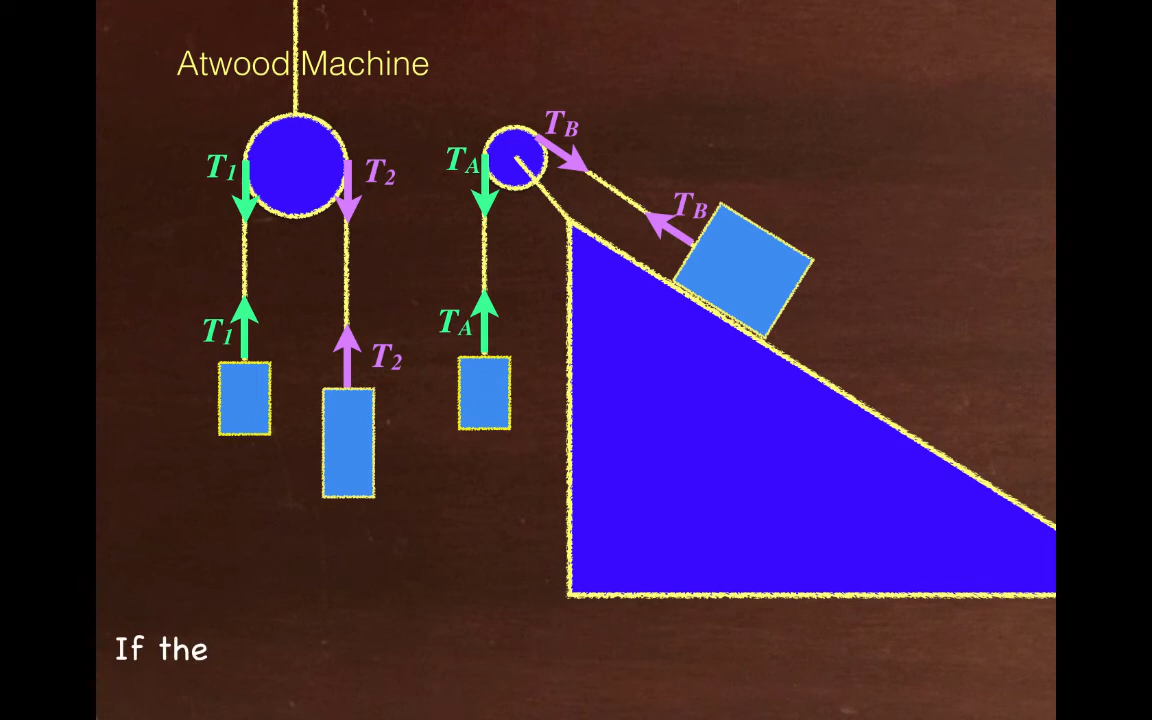 Atwood Machine
T1
T2
T1
T2
TA
TB
TB
TA
If the